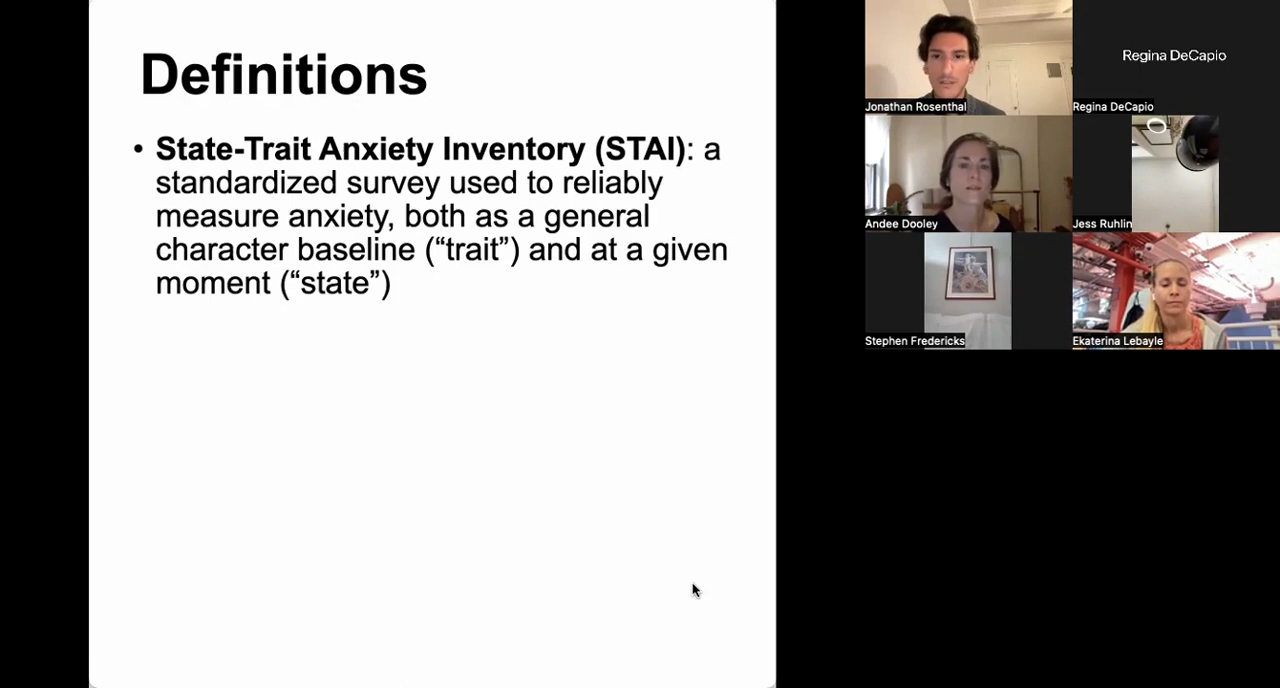 Definitions
• State-Trait Anxiety Inventory (STAI): a
standardized survey used to reliably
measure anxiety, both as a general
character baseline (“trait”) and at a given
moment (“state”)
Regina DeCapio
Jonathan Rosenthal
Regina DeCapio
Andee Dooley
Jess Ruhlin
Stephen Fredericks
Ekaterina Lebayle